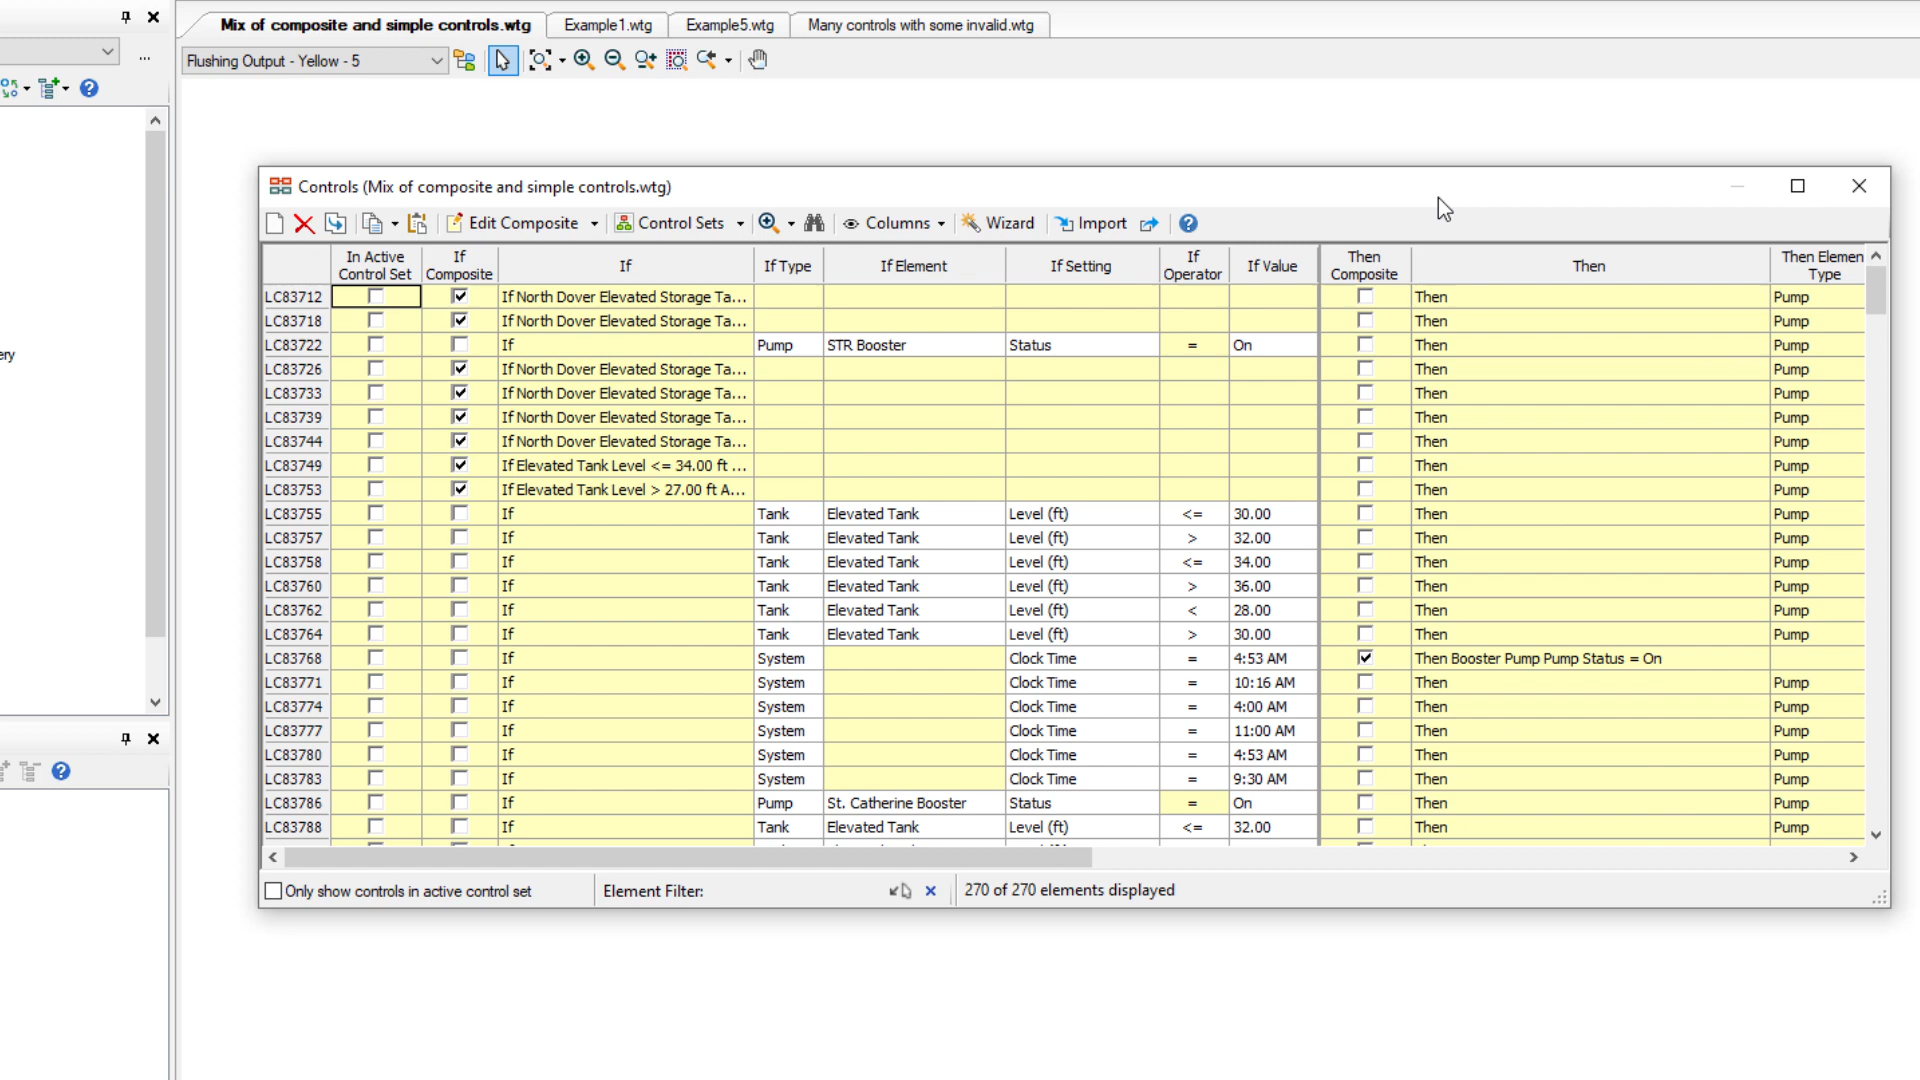 Mix of composite and simple controls.wtg Example1.wtg Example5.wtg Many controls with some invalid.wtg
Flushing Output - Yellow - 5
...
ery
Controls (Mix of composite and simple controls.wtg)
Edit Composite Control Sets Columns Wizard Import
In Active Control Set If Composite If If Type If Element If Setting If Operator If Value Then Composite Then Then Elemen Type
LC83712 If North Dover Elevated Storage Ta... Then Pump
LC83718 If North Dover Elevated Storage Ta... Then Pump
LC83722 If Pump STR Booster Status = On Then Pump
LC83726 If North Dover Elevated Storage Ta... Then Pump
LC83733 If North Dover Elevated Storage Ta... Then Pump
LC83739 If North Dover Elevated Storage Ta... Then Pump
LC83744 If North Dover Elevated Storage Ta... Then Pump
LC83749 If Elevated Tank Level <= 34.00 ft ... Then Pump
LC83753 If Elevated Tank Level > 27.00 ft A... Then Pump
LC83755 If Tank Elevated Tank Level (ft) <= 30.00 Then Pump
LC83757 If Tank Elevated Tank Level (ft) > 32.00 Then Pump
LC83758 If Tank Elevated Tank Level (ft) <= 34.00 Then Pump
LC83760 If Tank Elevated Tank Level (ft) > 36.00 Then Pump
LC83762 If Tank Elevated Tank Level (ft) < 28.00 Then Pump
LC83764 If Tank Elevated Tank Level (ft) > 30.00 Then Pump
LC83768 If System Clock Time = 4:53 AM Then Booster Pump Pump Status = On
LC83771 If System Clock Time = 10:16 AM Then Pump
LC83774 If System Clock Time = 4:00 AM Then Pump
LC83777 If System Clock Time = 11:00 AM Then Pump
LC83780 If System Clock Time = 4:53 AM Then Pump
LC83783 If System Clock Time = 9:30 AM Then Pump
LC83786 If Pump St. Catherine Booster Status = On Then Pump
LC83788 If Tank Elevated Tank Level (ft) <= 32.00 Then Pump
Only show controls in active control set Element Filter: 270 of 270 elements displayed